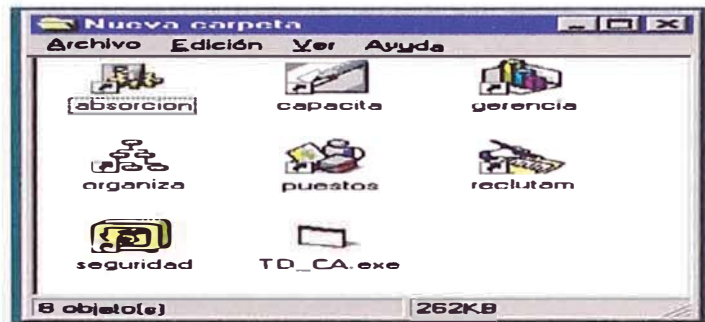 Nueva carpeta
Archivo Edición Ver Ayuda
absorcion capacita gerencia
organiza puestos reclutam
seguridad TD_CA.exe
8 objeto(s) 262KB